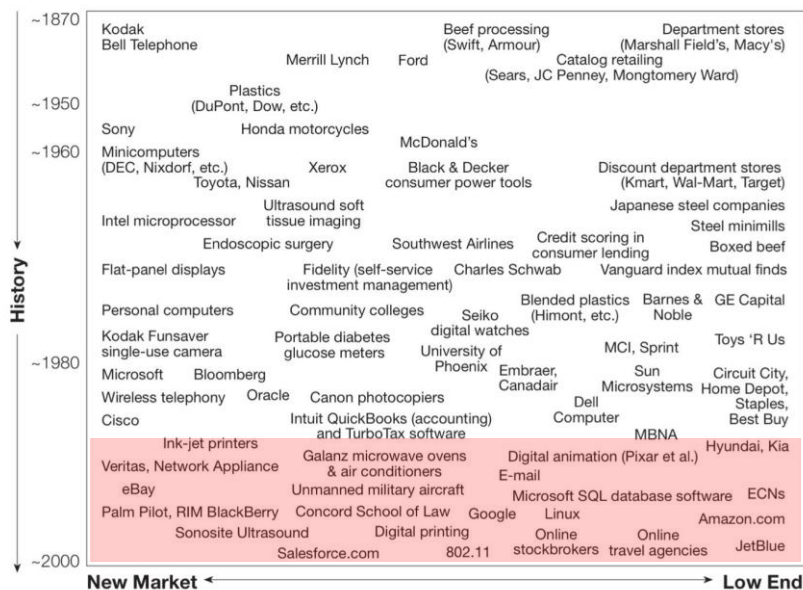 ~1870
Kodak
Bell Telephone
Beef processing
(Swift, Armour)
Department stores
(Marshall Field's, Macy's)
Merrill Lynch
Ford
Catalog retailing
(Sears, JC Penney, Mongtomery Ward)
Plastics
(DuPont, Dow, etc.)
~1950
Sony
Honda motorcycles
McDonald's
~1960
Minicomputers
(DEC, Nixdorf, etc.)
Xerox
Black & Decker
consumer power tools
Discount department stores
(Kmart, Wal-Mart, Target)
Toyota, Nissan
Ultrasound soft
tissue imaging
Japanese steel companies
Intel microprocessor
Steel minimills
Endoscopic surgery
Southwest Airlines
Credit scoring in
consumer lending
Boxed beef
Flat-panel displays
Fidelity (self-service
investment management)
Charles Schwab
Vanguard index mutual finds
Personal computers
Community colleges
Seiko
digital watches
Blended plastics
(Himont, etc.)
Barnes &
Noble
GE Capital
Kodak Funsaver
single-use camera
Portable diabetes
glucose meters
University of
Phoenix
MCI, Sprint
Toys 'R Us
~1980
Microsoft
Bloomberg
Embraer,
Canadair
Sun
Microsystems
Circuit City,
Home Depot,
Staples,
Best Buy
Wireless telephony
Oracle
Canon photocopiers
Dell
Computer
Cisco
Intuit QuickBooks (accounting)
and TurboTax software
MBNA
Ink-jet printers
Hyundai, Kia
Veritas, Network Appliance
Galanz microwave ovens
& air conditioners
Digital animation (Pixar et al.)
E-mail
eBay
Unmanned military aircraft
Microsoft SQL database software
ECNs
Palm Pilot, RIM BlackBerry
Concord School of Law
Google
Linux
Amazon.com
Sonosite Ultrasound
Digital printing
Online
stockbrokers
Online
travel agencies
JetBlue
Salesforce.com
802.11
~2000
History
New Market
Low End